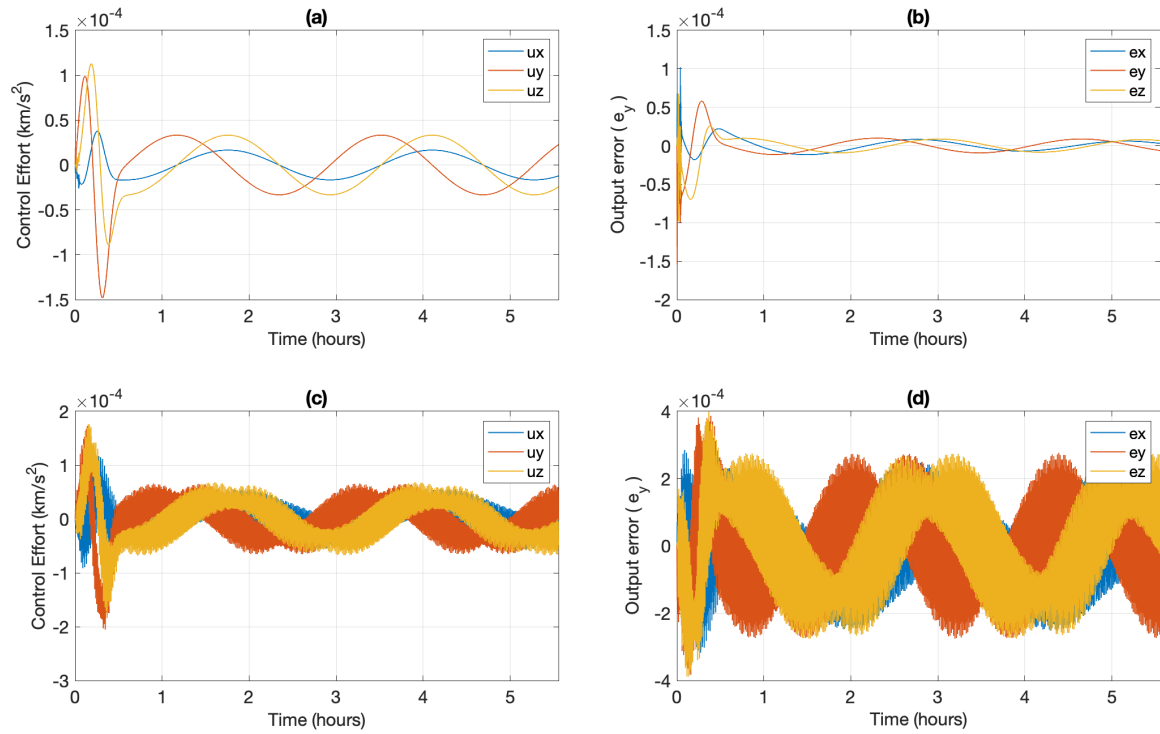 (a)
×10⁻⁴
1.5
1
0.5
0
-0.5
-1
-1.5
Control Effort (km/s²)
ux
uy
uz
0 1 2 3 4 5
Time (hours)
(b)
×10⁻⁴
1.5
1
0.5
0
-0.5
-1
-1.5
-2
Output error ( e_y )
ex
ey
ez
0 1 2 3 4 5
Time (hours)
(c)
×10⁻⁴
2
1
0
-1
-2
-3
Control Effort (km/s²)
ux
uy
uz
0 1 2 3 4 5
Time (hours)
(d)
×10⁻⁴
4
2
0
-2
-4
Output error ( e_y )
ex
ey
ez
0 1 2 3 4 5
Time (hours)